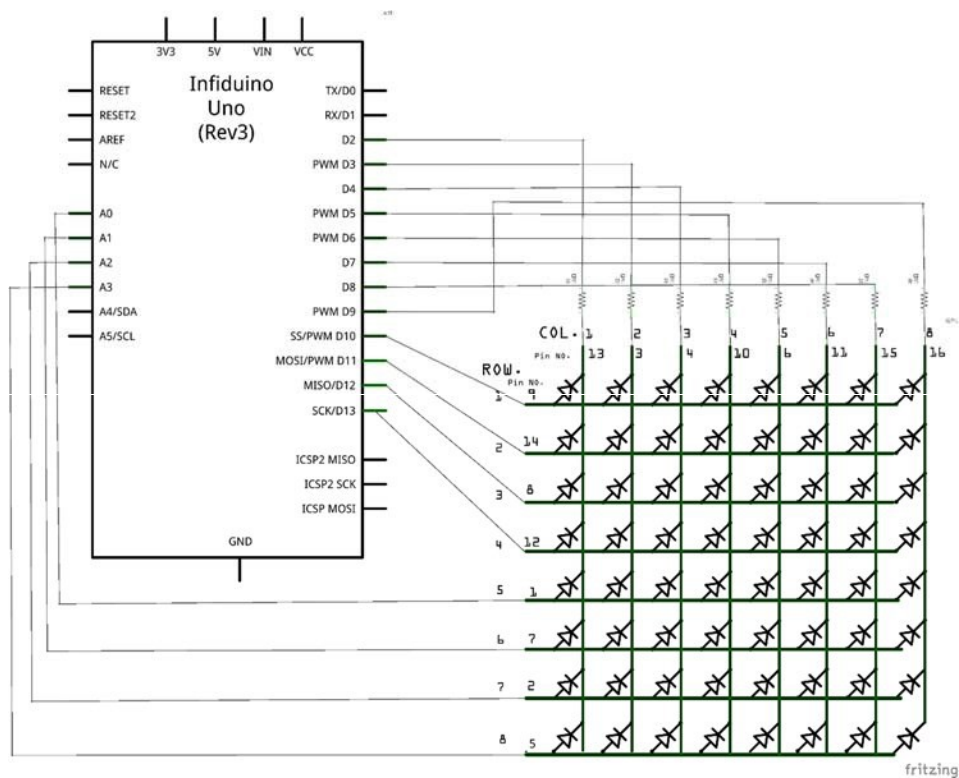 3V3 5V VIN VCC
Infiduino
Uno
(Rev3)
RESET
RESET2
AREF
N/C
A0
A1
A2
A3
A4/SDA
A5/SCL
TX/D0
RX/D1
D2
PWM D3
D4
PWM D5
PWM D6
D7
D8
PWM D9
SS/PWM D10
MOSI/PWM D11
MISO/D12
SCK/D13
ICSP2 MISO
ICSP2 SCK
ICSP MOSI
GND
COL. 1 2 3 4 5 6 7 8
Pin NO. 13 3 4 10 6 11 15 16
ROW.
Pin NO.
1 9
2 14
3 8
4 12
5 1
6 7
7 2
8 5
fritzing